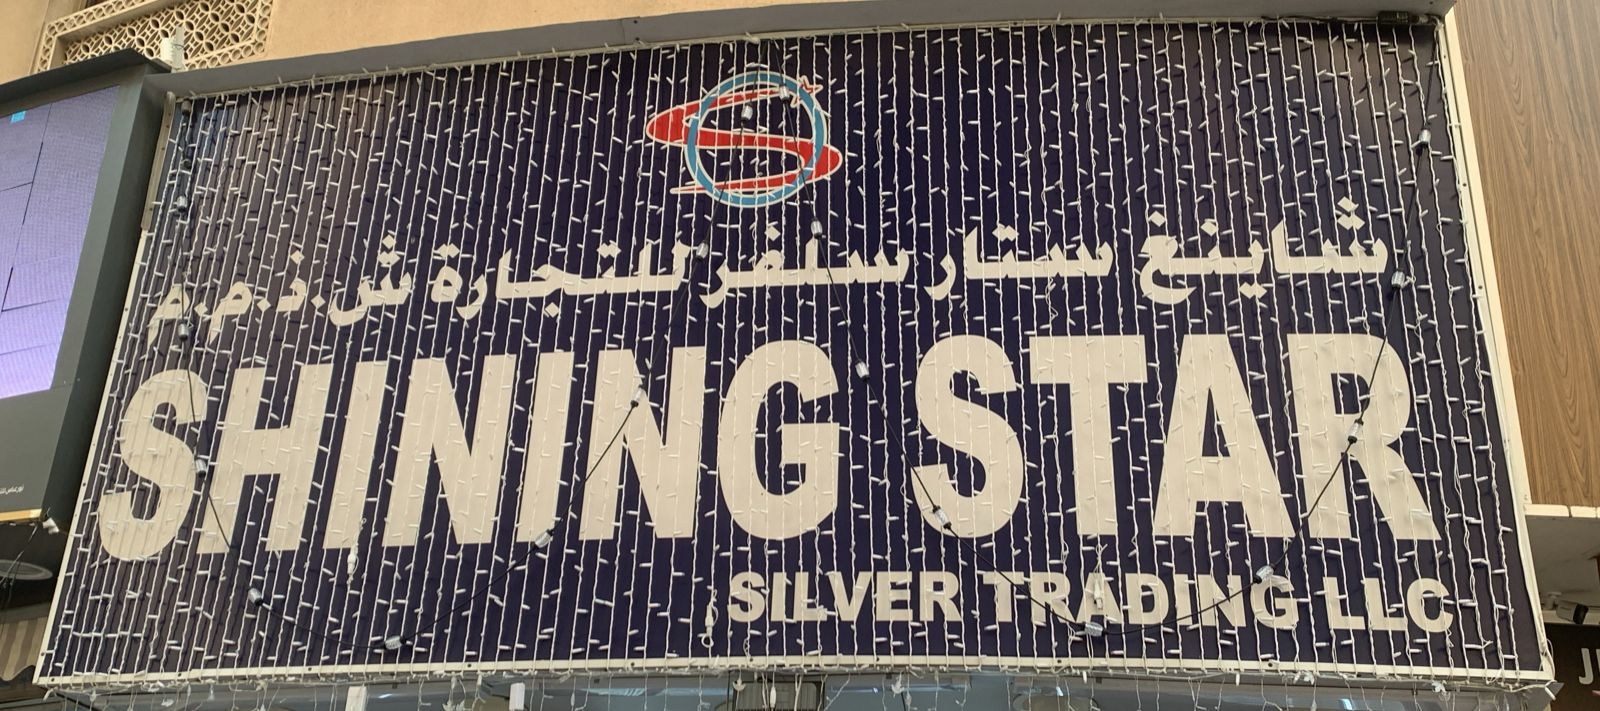 شاينغ ستار سلفر للتجارة ش.ذ.م.م
SHINING STAR
SILVER TRADING LLC